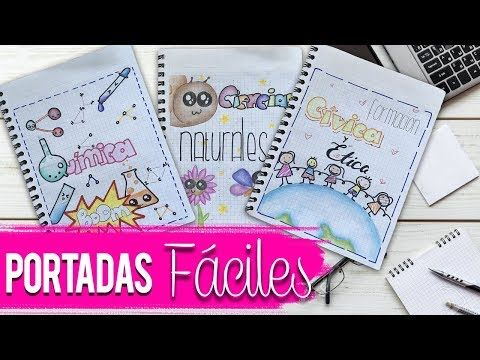 Química
BOOM
Ciencias
naturales
Formación
Cívica
y
Ética
PORTADAS Fáciles